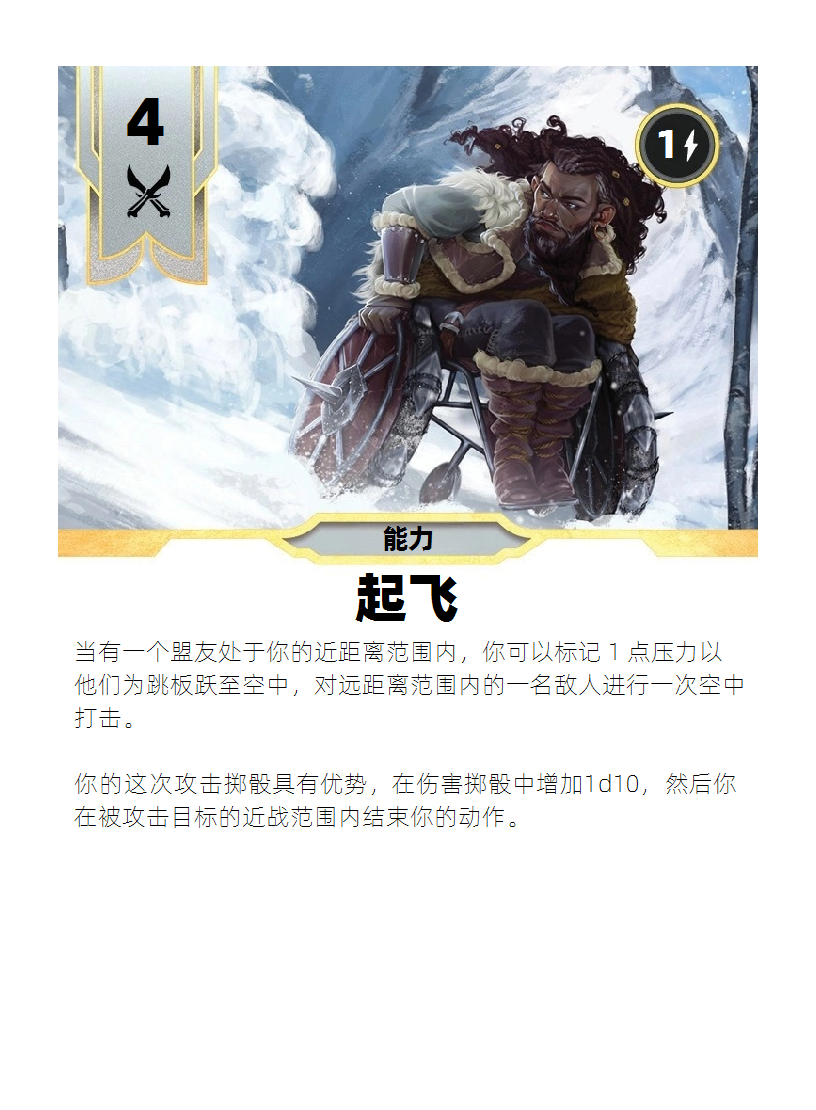 4
1
能力
起飞
当有一个盟友处于你的近距离范围内，你可以标记 1 点压力以
他们为跳板跃至空中，对远距离范围内的一名敌人进行一次空中
打击。
你的这次攻击掷骰具有优势，在伤害掷骰中增加1d10，然后你
在被攻击目标的近战范围内结束你的动作。